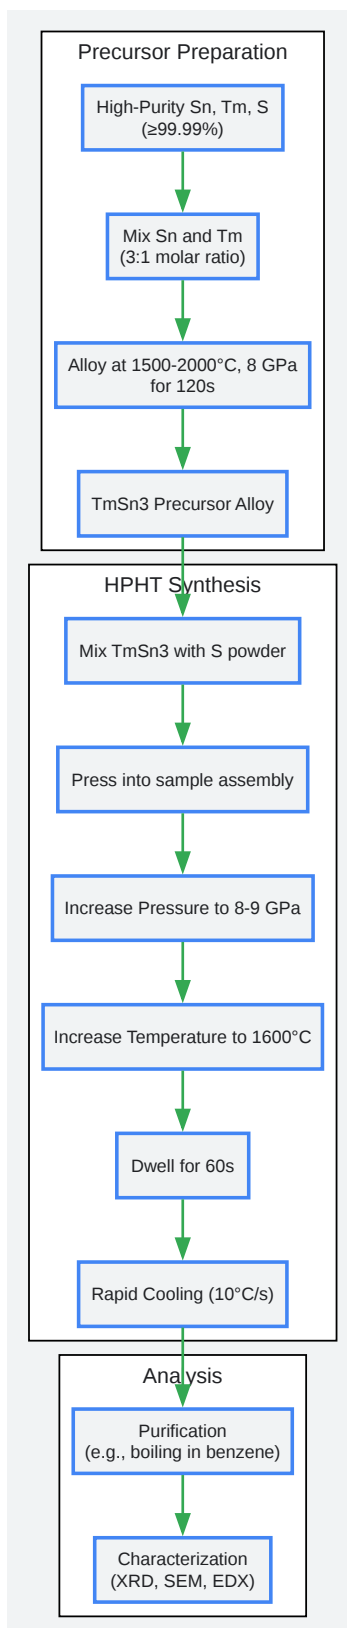 Precursor Preparation
High-Purity Sn, Tm, S
(≥99.99%)
Mix Sn and Tm
(3:1 molar ratio)
Alloy at 1500-2000°C, 8 GPa
for 120s
TmSn3 Precursor Alloy
HPHT Synthesis
Mix TmSn3 with S powder
Press into sample assembly
Increase Pressure to 8-9 GPa
Increase Temperature to 1600°C
Dwell for 60s
Rapid Cooling (10°C/s)
Analysis
Purification
(e.g., boiling in benzene)
Characterization
(XRD, SEM, EDX)